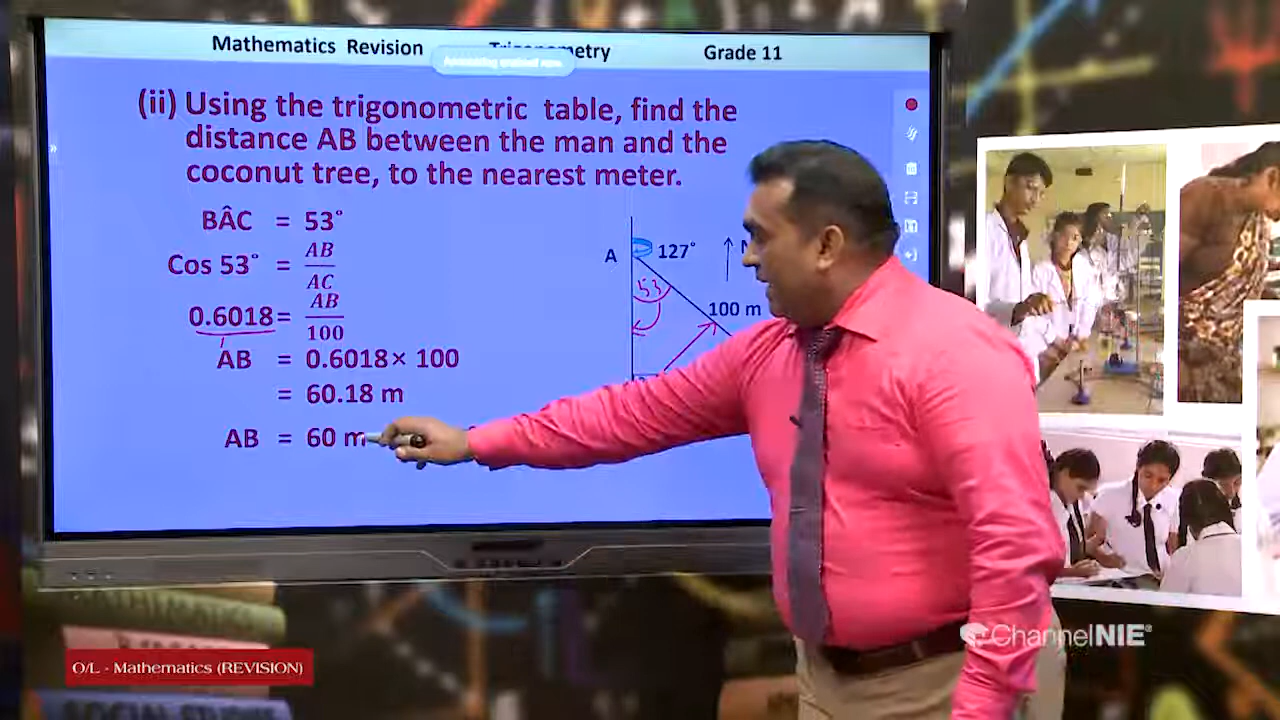 Mathematics Revision Trigonometry Grade 11
(ii) Using the trigonometric table, find the
distance AB between the man and the
coconut tree, to the nearest meter.
BÂC = 53°
Cos 53° = AB/AC
0.6018 = AB/100
AB = 0.6018 × 100
= 60.18 m
AB = 60 m
A 127°
53
100 m
O/L - Mathematics (REVISION)
ChannelNIE
SOCIAL STUDIES